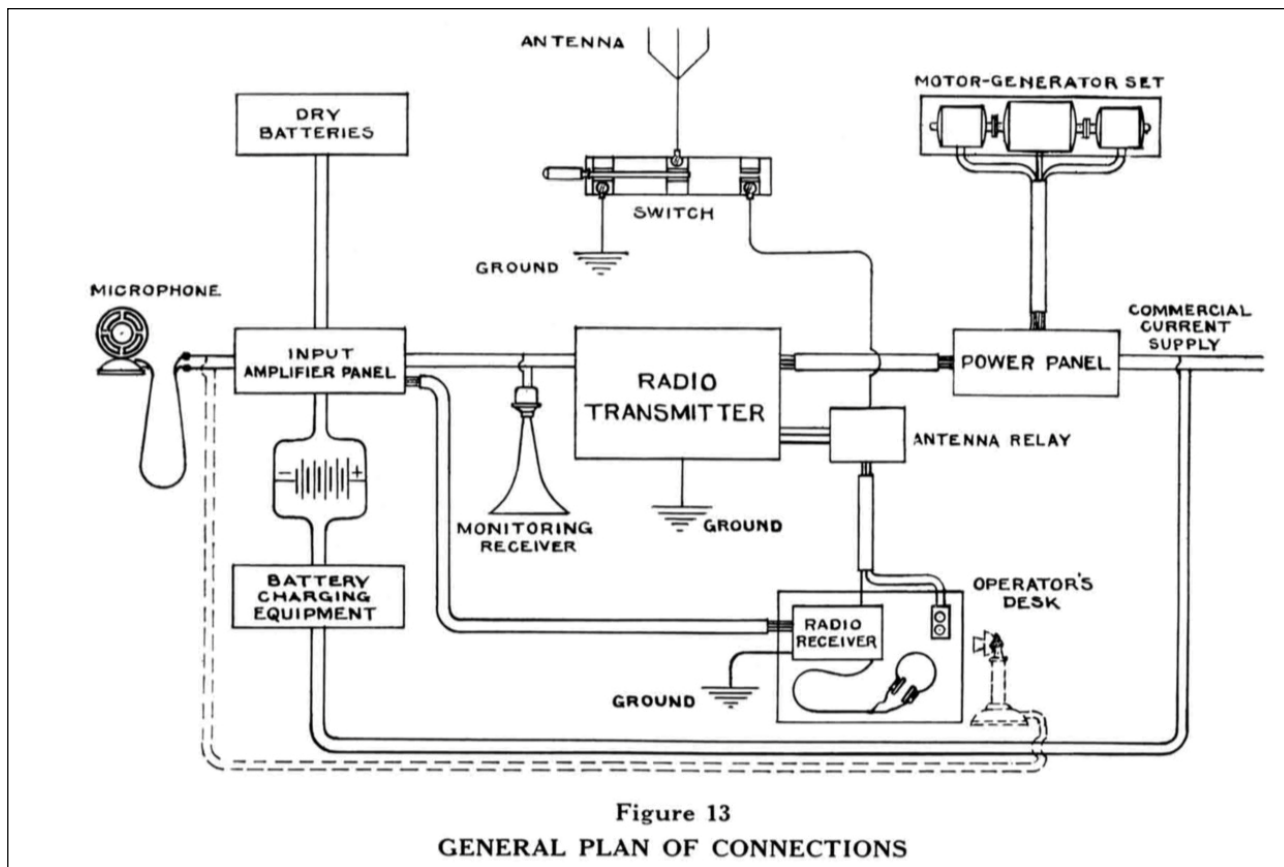 ANTENNA
MOTOR-GENERATOR SET
DRY
BATTERIES
SWITCH
GROUND
MICROPHONE
COMMERCIAL
CURRENT
SUPPLY
INPUT
AMPLIFIER PANEL
RADIO
TRANSMITTER
POWER PANEL
ANTENNA RELAY
- +
MONITORING
RECEIVER
GROUND
BATTERY
CHARGING
EQUIPMENT
OPERATOR'S
DESK
RADIO
RECEIVER
GROUND
Figure 13
GENERAL PLAN OF CONNECTIONS